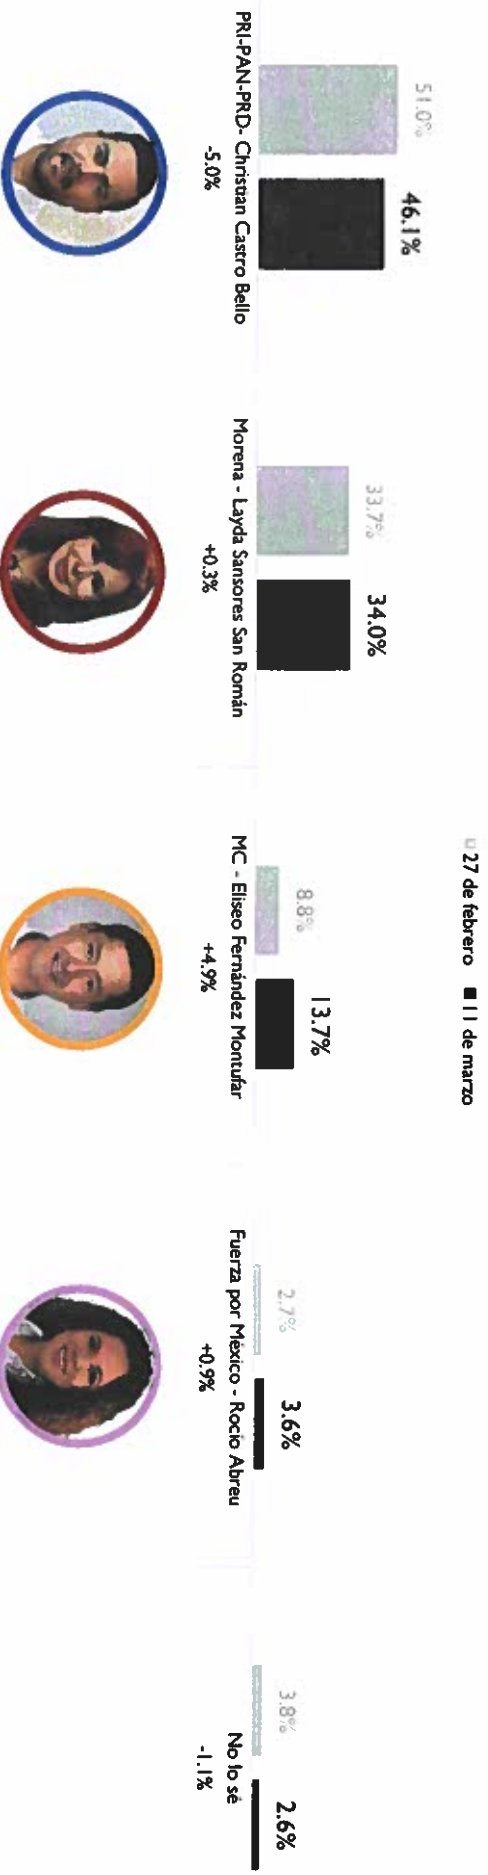 27 de febrero 11 de marzo
51.0% 46.1%
33.7% 34.0%
8.8% 13.7%
2.7% 3.6%
3.8% 2.6%
PRI-PAN-PRD- Christian Castro Bello
-5.0%
Morena - Layda Sansores San Román
+0.3%
MC - Eliseo Fernández Montufar
+4.9%
Fuerza por México - Rocío Abreu
+0.9%
No lo sé
-1.1%